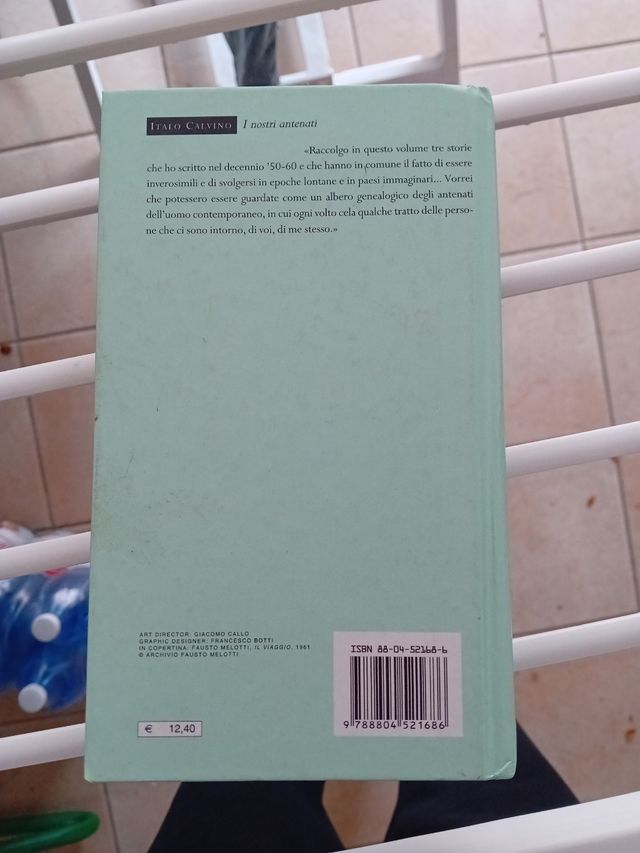 ITALO CALVINO I nostri antenati
«Raccolgo in questo volume tre storie
che ho scritto nel decennio '50-60 e che hanno in comune il fatto di essere
inverosimili e di svolgersi in epoche lontane e in paesi immaginari... Vorrei
che potessero essere guardate come un albero genealogico degli antenati
dell'uomo contemporaneo, in cui ogni volto cela qualche tratto delle perso-
ne che ci sono intorno, di voi, di me stesso.»
ART DIRECTOR: GIACOMO CALLO
GRAPHIC DESIGNER: FRANCESCO BOTTI
IN COPERTINA: FAUSTO MELOTTI, IL VIAGGIO, 1961
© ARCHIVIO FAUSTO MELOTTI
€ 12,40
ISBN 88-04-52168-6
9 788804 521686